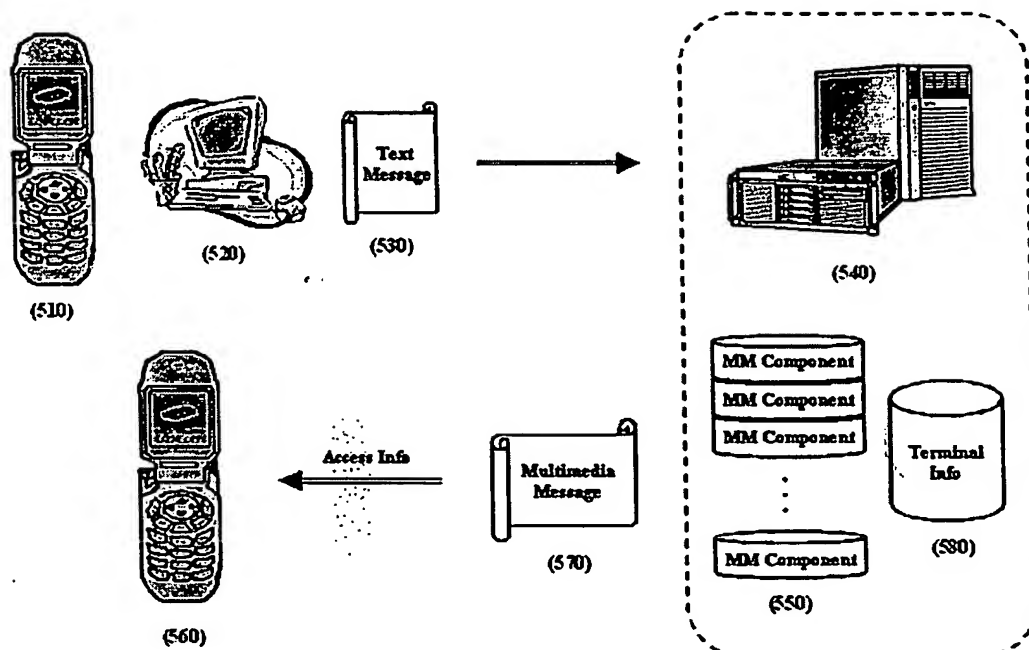 Text
Message
(510)
(520)
(530)
(540)
MM Component
MM Component
MM Component
MM Component
(550)
Terminal
Info
(580)
Access Info
Multimedia
Message
(570)
(560)